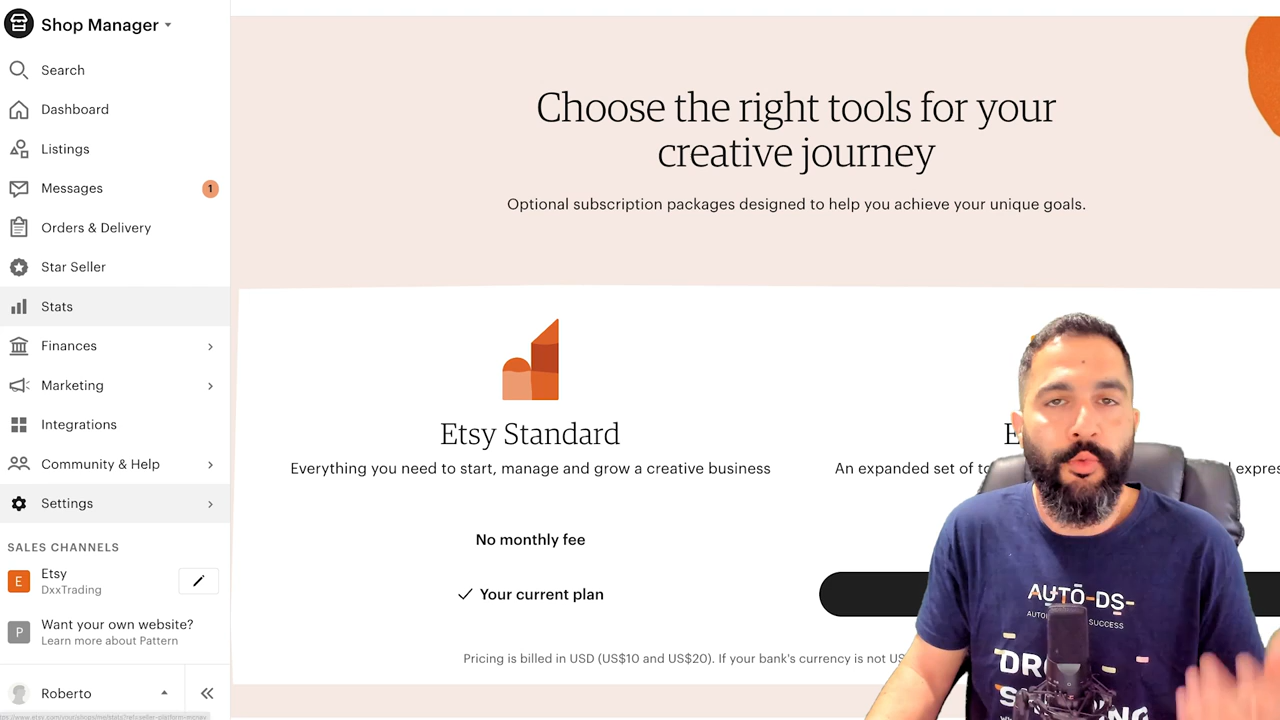 Shop Manager
Search
Dashboard
Listings
Messages
1
Orders & Delivery
Star Seller
Stats
Finances
Marketing
Integrations
Community & Help
Settings
SALES CHANNELS
E
Etsy
DxxTrading
P
Want your own website?
Learn more about Pattern
Roberto
Choose the right tools for your
creative journey
Optional subscription packages designed to help you achieve your unique goals.
Etsy Standard
Everything you need to start, manage and grow a creative business
No monthly fee
Your current plan
E
An expanded set of to
expres
Pricing is billed in USD (US$10 and US$20). If your bank's currency is not US
AUTO-DS-
SUCCESS